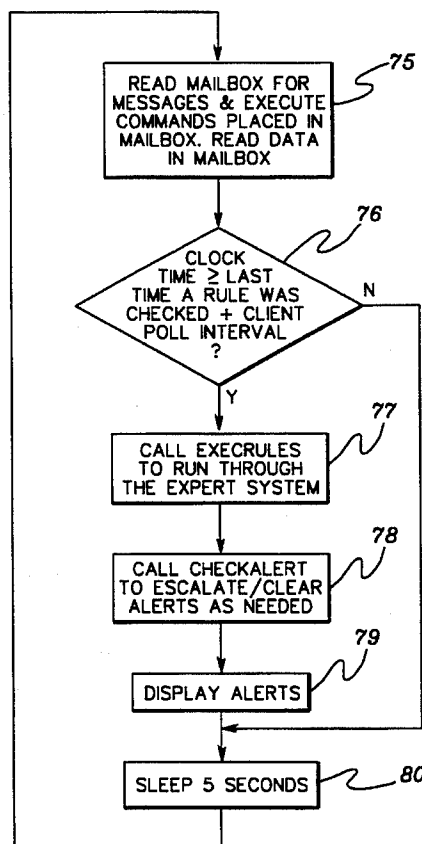 75
READ MAILBOX FOR
MESSAGES & EXECUTE
COMMANDS PLACED IN
MAILBOX. READ DATA
IN MAILBOX
76
CLOCK
TIME ≥ LAST
TIME A RULE WAS
CHECKED + CLIENT
POLL INTERVAL
?
N
Y
77
CALL EXECRULES
TO RUN THROUGH
THE EXPERT SYSTEM
78
CALL CHECKALERT
TO ESCALATE/CLEAR
ALERTS AS NEEDED
79
DISPLAY ALERTS
80
SLEEP 5 SECONDS